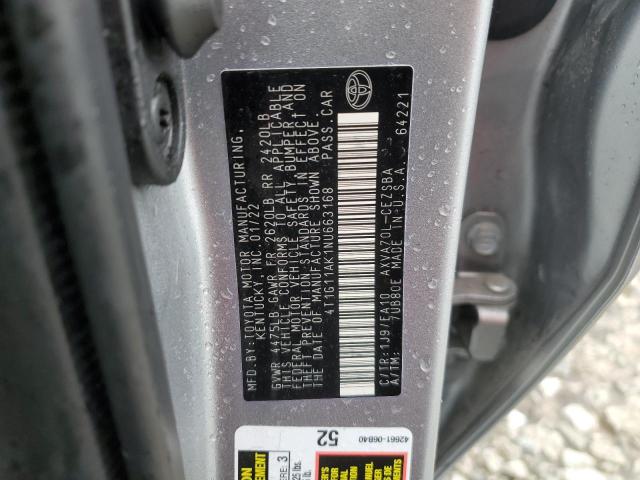 MFD.BY:TOYOTA MOTOR MANUFACTURING,
KENTUCKY, INC. 01/22
GVWR 4475LB GAWR FR 2620LB RR 2420LB
THIS VEHICLE CONFORMS TO ALL APPLICABLE
FEDERAL MOTOR VEHICLE SAFETY, BUMPER AND
THEFT PREVENTION STANDARDS IN EFFECT ON
THE DATE OF MANUFACTURE SHOWN ABOVE.
4T1G11AK1NU663168 PASS.CAR
C/TR:1J9/EA10 AXVA70L-CEZSBA
A/TM: 7UB80E MADE IN U.S.A. 64221
52
42661-06B40